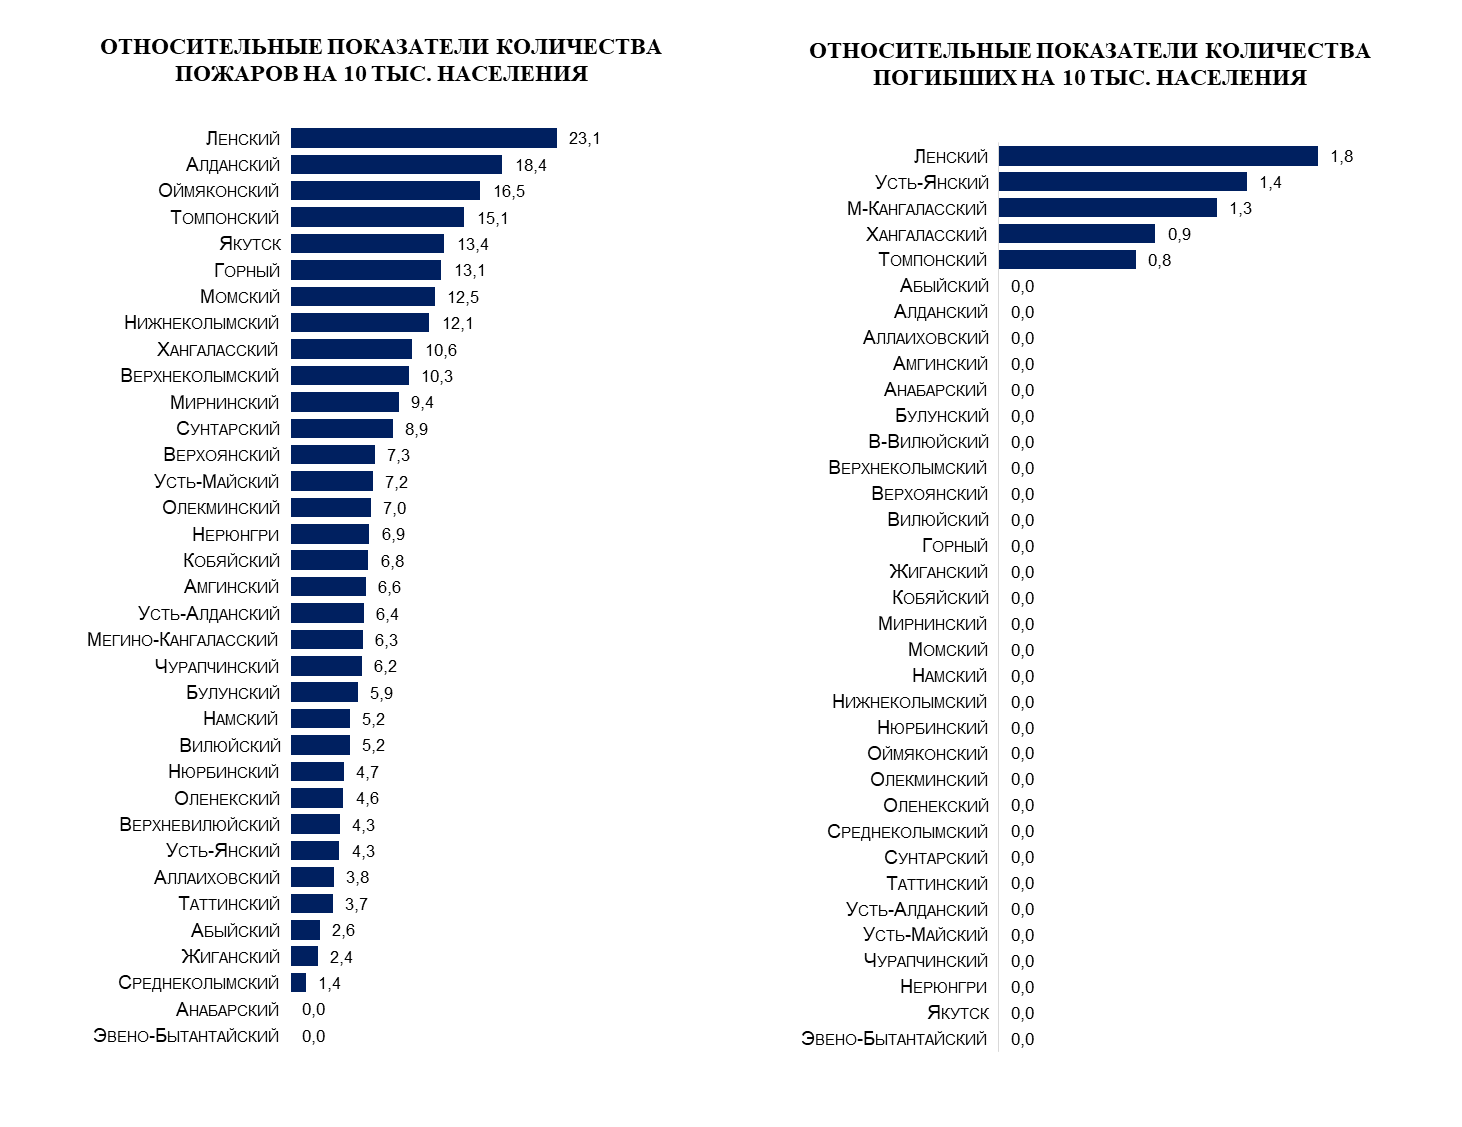 ОТНОСИТЕЛЬНЫЕ ПОКАЗАТЕЛИ КОЛИЧЕСТВА
ПОЖАРОВ НА 10 ТЫС. НАСЕЛЕНИЯ
ЛЕНСКИЙ 23,1
АЛДАНСКИЙ 18,4
ОЙМЯКОНСКИЙ 16,5
ТОМПОНСКИЙ 15,1
ЯКУТСК 13,4
ГОРНЫЙ 13,1
МОМСКИЙ 12,5
НИЖНЕКОЛЫМСКИЙ 12,1
ХАНГАЛАССКИЙ 10,6
ВЕРХНЕКОЛЫМСКИЙ 10,3
МИРНИНСКИЙ 9,4
СУНТАРСКИЙ 8,9
ВЕРХОЯНСКИЙ 7,3
УСТЬ-МАЙСКИЙ 7,2
ОЛЕКМИНСКИЙ 7,0
НЕРЮНГРИ 6,9
КОБЯЙСКИЙ 6,8
АМГИНСКИЙ 6,6
УСТЬ-АЛДАНСКИЙ 6,4
МЕГИНО-КАНГАЛАССКИЙ 6,3
ЧУРАПЧИНСКИЙ 6,2
БУЛУНСКИЙ 5,9
НАМСКИЙ 5,2
ВИЛЮЙСКИЙ 5,2
НЮРБИНСКИЙ 4,7
ОЛЕНЕКСКИЙ 4,6
ВЕРХНЕВИЛЮЙСКИЙ 4,3
УСТЬ-ЯНСКИЙ 4,3
АЛЛАИХОВСКИЙ 3,8
ТАТТИНСКИЙ 3,7
АБЫЙСКИЙ 2,6
ЖИГАНСКИЙ 2,4
СРЕДНЕКОЛЫМСКИЙ 1,4
АНАБАРСКИЙ 0,0
ЭВЕНО-БЫТАНТАЙСКИЙ 0,0
ОТНОСИТЕЛЬНЫЕ ПОКАЗАТЕЛИ КОЛИЧЕСТВА
ПОГИБШИХ НА 10 ТЫС. НАСЕЛЕНИЯ
ЛЕНСКИЙ 1,8
УСТЬ-ЯНСКИЙ 1,4
М-КАНГАЛАССКИЙ 1,3
ХАНГАЛАССКИЙ 0,9
ТОМПОНСКИЙ 0,8
АБЫЙСКИЙ 0,0
АЛДАНСКИЙ 0,0
АЛЛАИХОВСКИЙ 0,0
АМГИНСКИЙ 0,0
АНАБАРСКИЙ 0,0
БУЛУНСКИЙ 0,0
В-ВИЛЮЙСКИЙ 0,0
ВЕРХНЕКОЛЫМСКИЙ 0,0
ВЕРХОЯНСКИЙ 0,0
ВИЛЮЙСКИЙ 0,0
ГОРНЫЙ 0,0
ЖИГАНСКИЙ 0,0
КОБЯЙСКИЙ 0,0
МИРНИНСКИЙ 0,0
МОМСКИЙ 0,0
НАМСКИЙ 0,0
НИЖНЕКОЛЫМСКИЙ 0,0
НЮРБИНСКИЙ 0,0
ОЙМЯКОНСКИЙ 0,0
ОЛЕКМИНСКИЙ 0,0
ОЛЕНЕКСКИЙ 0,0
СРЕДНЕКОЛЫМСКИЙ 0,0
СУНТАРСКИЙ 0,0
ТАТТИНСКИЙ 0,0
УСТЬ-АЛДАНСКИЙ 0,0
УСТЬ-МАЙСКИЙ 0,0
ЧУРАПЧИНСКИЙ 0,0
НЕРЮНГРИ 0,0
ЯКУТСК 0,0
ЭВЕНО-БЫТАНТАЙСКИЙ 0,0